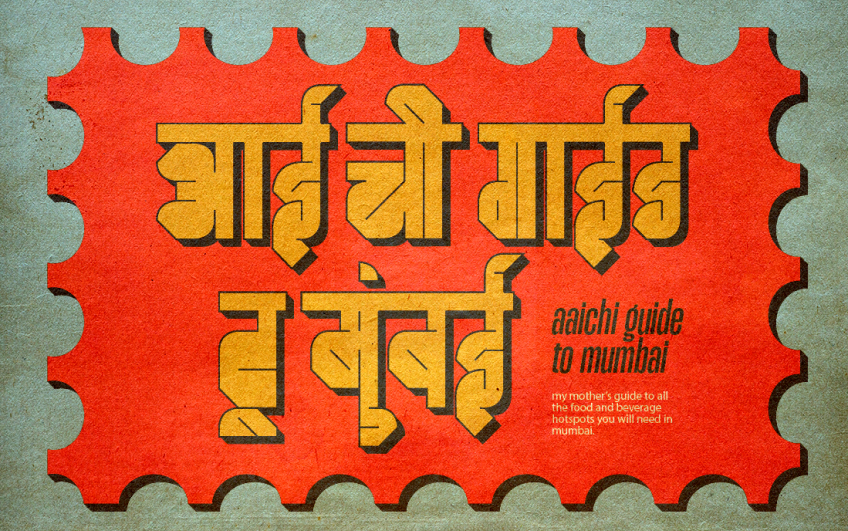 आई ची गाईड
टू मुंबई
aaichi guide
to mumbai
my mother's guide to all
the food and beverage
hotspots you will need in
mumbai.